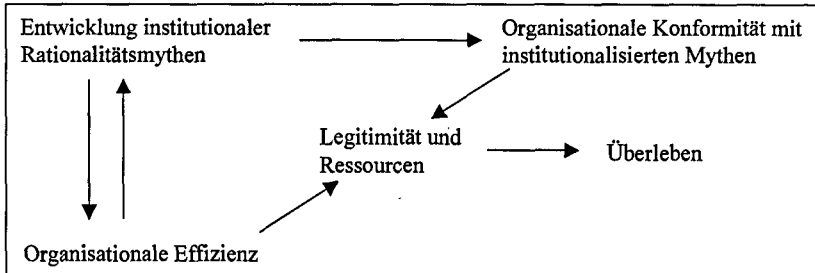 Entwicklung institutionaler
Rationalitätsmythen
Organisationale Konformität mit
institutionalisierten Mythen
Legitimität und
Ressourcen
Überleben
Organisationale Effizienz